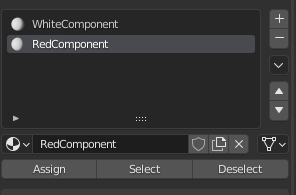 WhiteComponent
RedComponent
RedComponent
Assign Select Deselect